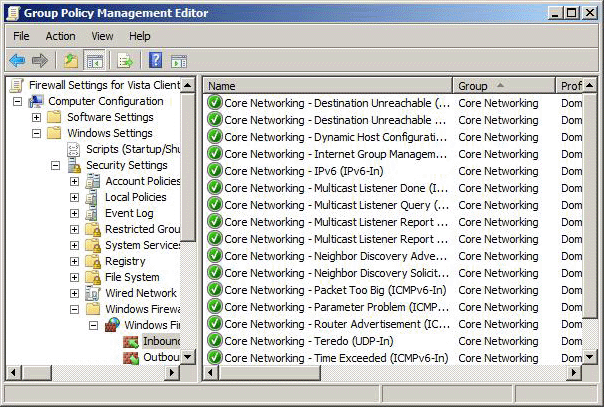 Group Policy Management Editor
File Action View Help
Firewall Settings for Vista Client
Computer Configuration
Software Settings
Windows Settings
Scripts (Startup/Shu
Security Settings
Account Policies
Local Policies
Event Log
Restricted Grou
System Services
Registry
File System
Wired Network
Windows Firewa
Windows Fi
Inbound
Outbou
Name Group Prof
Core Networking - Destination Unreachable (... Core Networking Dom
Core Networking - Destination Unreachable ... Core Networking Dom
Core Networking - Dynamic Host Configurati... Core Networking Dom
Core Networking - Internet Group Managem... Core Networking Dom
Core Networking - IPv6 (IPv6-In) Core Networking Dom
Core Networking - Multicast Listener Done (I... Core Networking Dom
Core Networking - Multicast Listener Query (... Core Networking Dom
Core Networking - Multicast Listener Report ... Core Networking Dom
Core Networking - Multicast Listener Report ... Core Networking Dom
Core Networking - Neighbor Discovery Adve... Core Networking Dom
Core Networking - Neighbor Discovery Solicit... Core Networking Dom
Core Networking - Packet Too Big (ICMPv6-In) Core Networking Dom
Core Networking - Parameter Problem (ICMP... Core Networking Dom
Core Networking - Router Advertisement (IC... Core Networking Dom
Core Networking - Teredo (UDP-In) Core Networking Dom
Core Networking - Time Exceeded (ICMPv6-In) Core Networking Dom